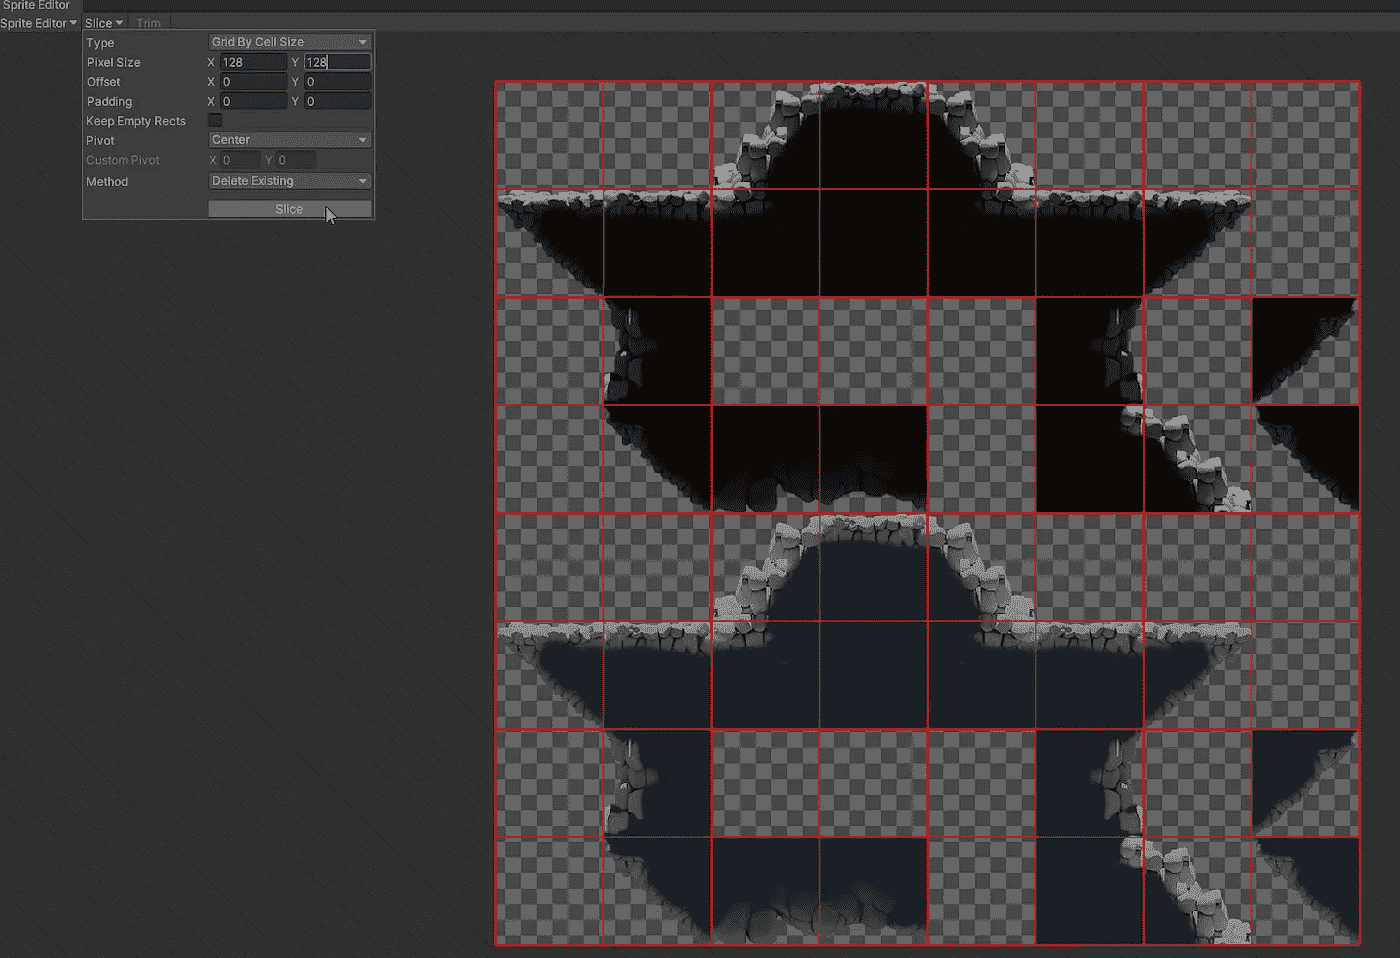 Sprite Editor
Sprite Editor Slice Trim
Type Grid By Cell Size
Pixel Size X 128 Y 128
Offset X 0 Y 0
Padding X 0 Y 0
Keep Empty Rects
Pivot Center
Custom Pivot X 0 Y 0
Method Delete Existing
Slice